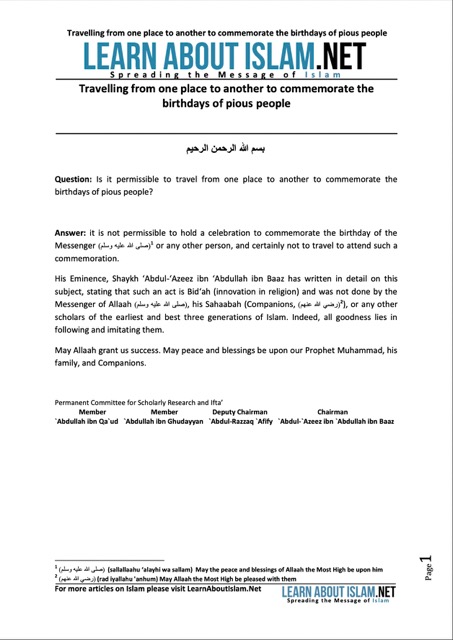 Travelling from one place to another to commemorate the birthdays of pious people
LEARN ABOUT ISLAM.NET
Spreading the Message of Islam
Travelling from one place to another to commemorate the
birthdays of pious people
بسم الله الرحمن الرحيم
Question: Is it permissible to travel from one place to another to commemorate the
birthdays of pious people?
Answer: it is not permissible to hold a celebration to commemorate the birthday of the
Messenger (صلى الله عليه وسلم)1 or any other person, and certainly not to travel to attend such a
commemoration.
His Eminence, Shaykh ‘Abdul-‘Azeez ibn ‘Abdullah ibn Baaz has written in detail on this
subject, stating that such an act is Bid‘ah (innovation in religion) and was not done by the
Messenger of Allaah (صلى الله عليه وسلم), his Sahaabah (Companions, (رضي الله عنهم)2), or any other
scholars of the earliest and best three generations of Islam. Indeed, all goodness lies in
following and imitating them.
May Allaah grant us success. May peace and blessings be upon our Prophet Muhammad, his
family, and Companions.
Permanent Committee for Scholarly Research and Ifta’
Member Member Deputy Chairman Chairman
`Abdullah ibn Qa`ud `Abdullah ibn Ghudayyan `Abdul-Razzaq `Afify `Abdul-`Azeez ibn `Abdullah ibn Baaz
1 (صلى الله عليه وسلم) (sallallaahu ‘alayhi wa sallam) May the peace and blessings of Allaah the Most High be upon him
2 (رضي الله عنهم) (rad iyallahu ‘anhum) May Allaah the Most High be pleased with them
For more articles on Islam please visit LearnAboutIslam.Net
LEARN ABOUT ISLAM.NET
Spreading the Message of Islam
Page 1